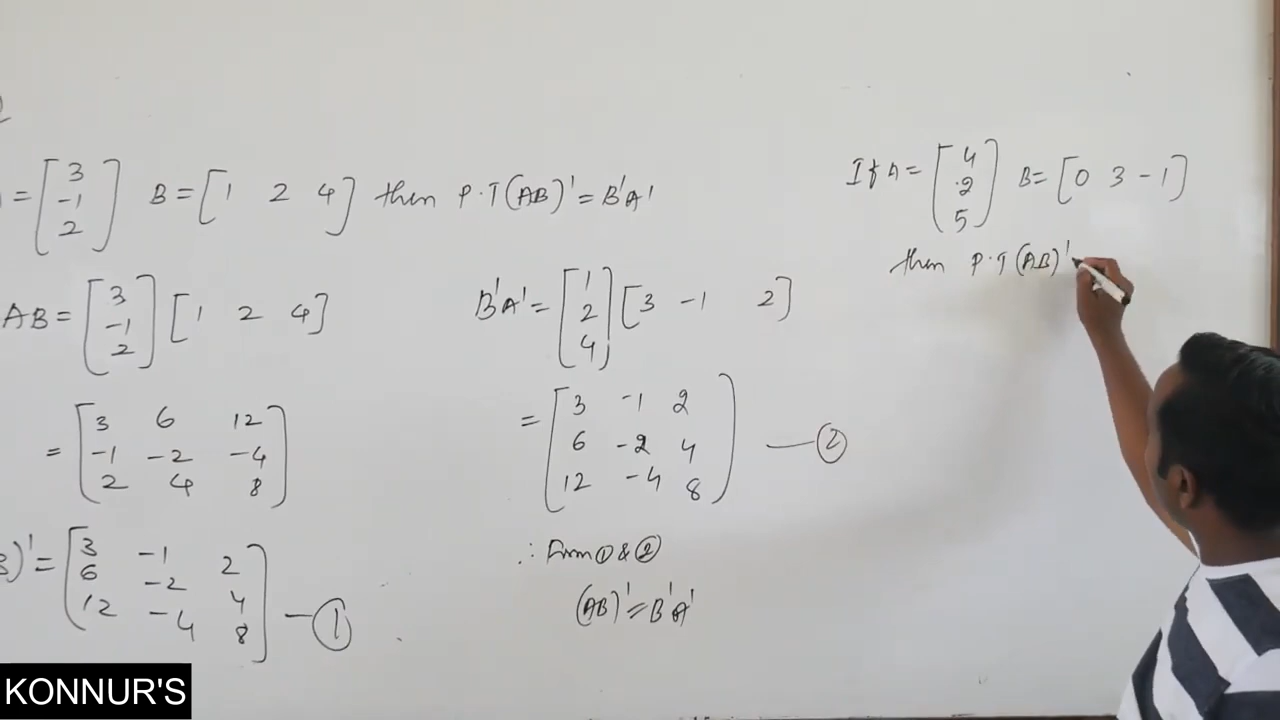 = [3 -1 2] B = [1 2 4] then P.T (AB)' = B'A'
AB = [3 -1 2] [1 2 4]
= [3 6 12
-1 -2 -4
2 4 8]
)' = [3 -1 2
6 -2 4
12 -4 8] — ①
B'A' = [1 2 4] [3 -1 2]
= [3 -1 2
6 -2 4
12 -4 8] — ②
∴ From ① & ②
(AB)' = B'A'
If A = [4 2 5] B = [0 3 -1]
then P.T (AB)'
KONNUR'S